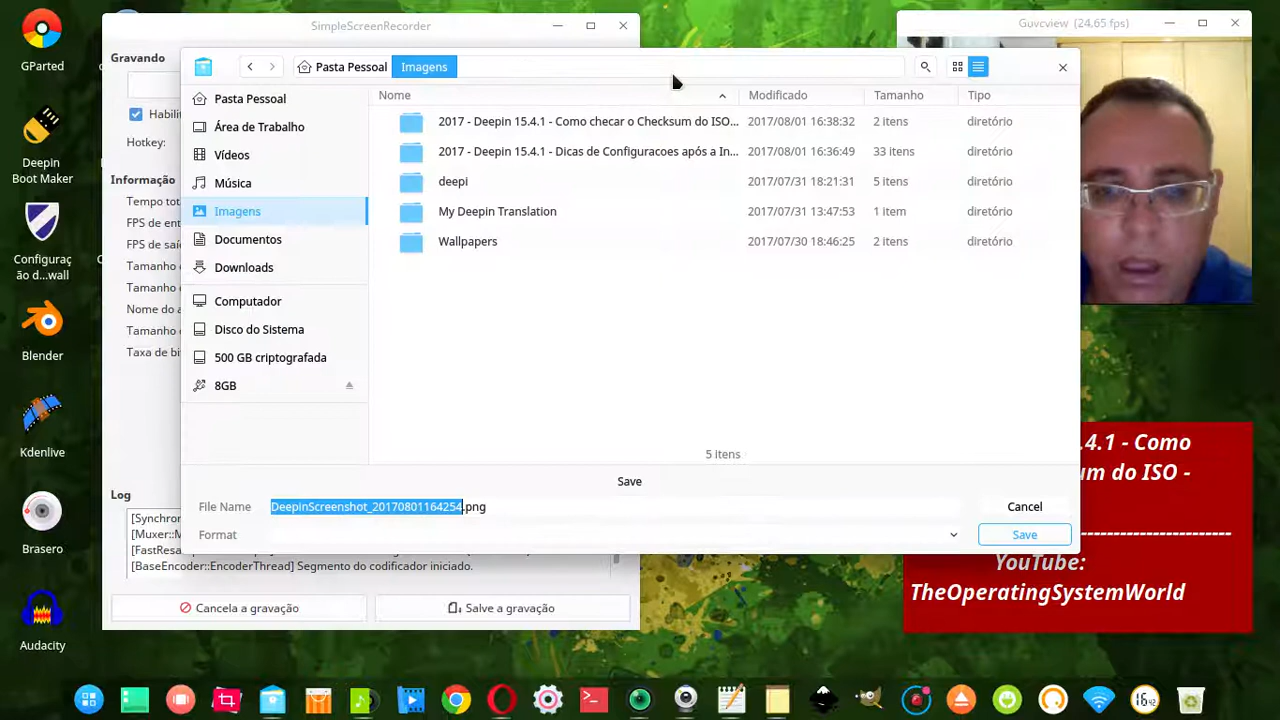 GParted
Deepin
Boot Maker
Configuraç
ão d...wall
Blender
Kdenlive
Brasero
Audacity
SimpleScreenRecorder
Gravando
Habili
Hotkey:
Informação
Tempo tot
FPS de ent
FPS de saí
Tamanho d
Tamanho
Nome do a
Tamanho d
Taxa de bi
Log
[Synchron
[Muxer::M
[FastResa
[BaseEncoder::EncoderThread] Segmento do codificador iniciado.
Cancela a gravação
Salve a gravação
Guvcview (24,65 fps)
Pasta Pessoal
Imagens
Pasta Pessoal
Área de Trabalho
Vídeos
Música
Imagens
Documentos
Downloads
Computador
Disco do Sistema
500 GB criptografada
8GB
Nome Modificado Tamanho Tipo
2017 - Deepin 15.4.1 - Como checar o Checksum do ISO... 2017/08/01 16:38:32 2 itens diretório
2017 - Deepin 15.4.1 - Dicas de Configuracoes após a In... 2017/08/01 16:36:49 33 itens diretório
deepi 2017/07/31 18:21:31 5 itens diretório
My Deepin Translation 2017/07/31 13:47:53 1 item diretório
Wallpapers 2017/07/30 18:46:25 2 itens diretório
5 itens
Save
File Name DeepinScreenshot_20170801164254.png Cancel
Format Save
.4.1 - Como
um do ISO -
------------------------
YouTube:
TheOperatingSystemWorld
16 42